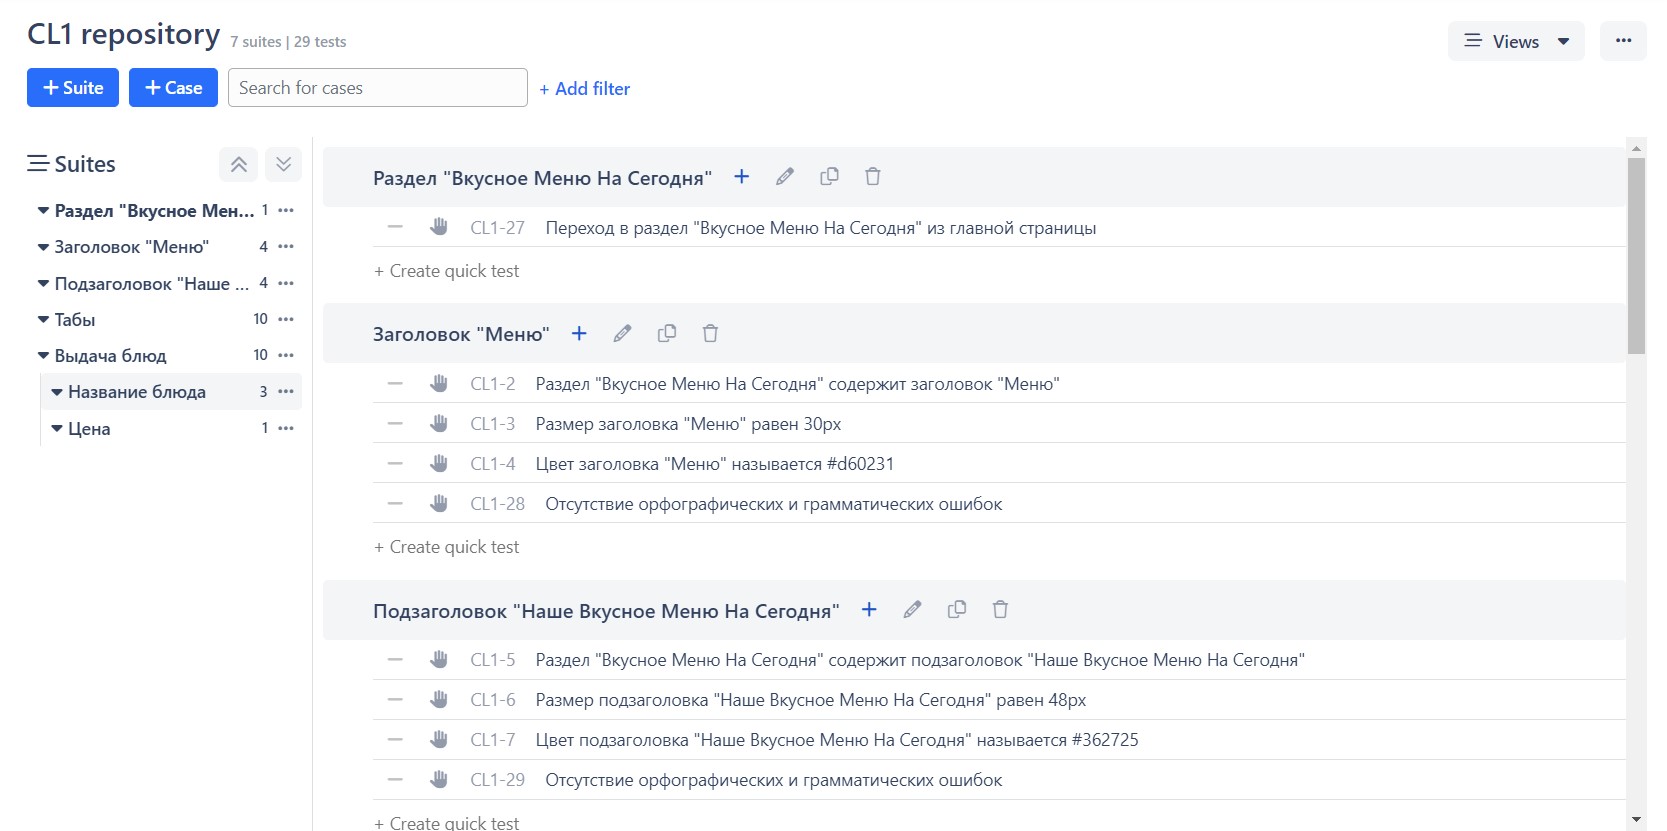 CL1 repository 7 suites | 29 tests
Views
+ Suite
+ Case
Search for cases
+ Add filter
Suites
Раздел "Вкусное Мен... 1
Заголовок "Меню" 4
Подзаголовок "Наше ... 4
Табы 10
Выдача блюд 10
Название блюда 3
Цена 1
Раздел "Вкусное Меню На Сегодня"
CL1-27 Переход в раздел "Вкусное Меню На Сегодня" из главной страницы
+ Create quick test
Заголовок "Меню"
CL1-2 Раздел "Вкусное Меню На Сегодня" содержит заголовок "Меню"
CL1-3 Размер заголовка "Меню" равен 30px
CL1-4 Цвет заголовка "Меню" называется #d60231
CL1-28 Отсутствие орфографических и грамматических ошибок
+ Create quick test
Подзаголовок "Наше Вкусное Меню На Сегодня"
CL1-5 Раздел "Вкусное Меню На Сегодня" содержит подзаголовок "Наше Вкусное Меню На Сегодня"
CL1-6 Размер подзаголовка "Наше Вкусное Меню На Сегодня" равен 48px
CL1-7 Цвет подзаголовка "Наше Вкусное Меню На Сегодня" называется #362725
CL1-29 Отсутствие орфографических и грамматических ошибок
+ Create quick test